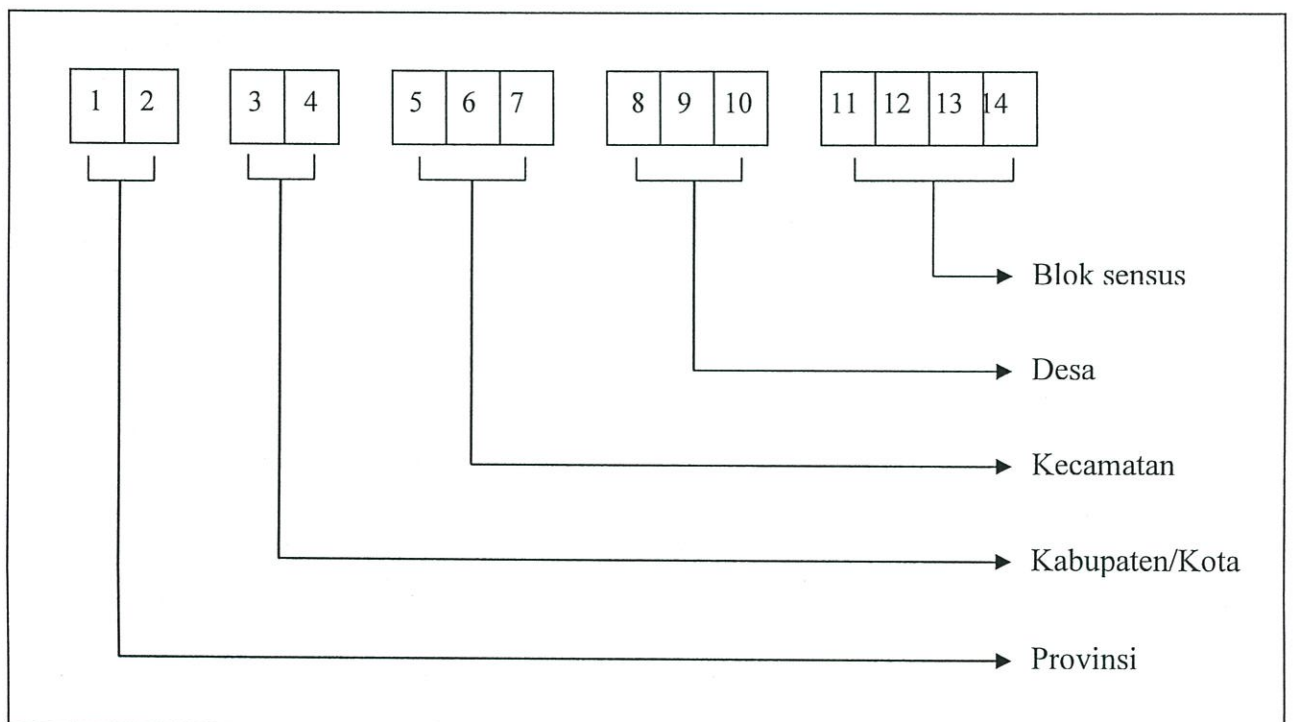 1 2 3 4 5 6 7 8 9 10 11 12 13 14
Blok sensus
Desa
Kecamatan
Kabupaten/Kota
Provinsi